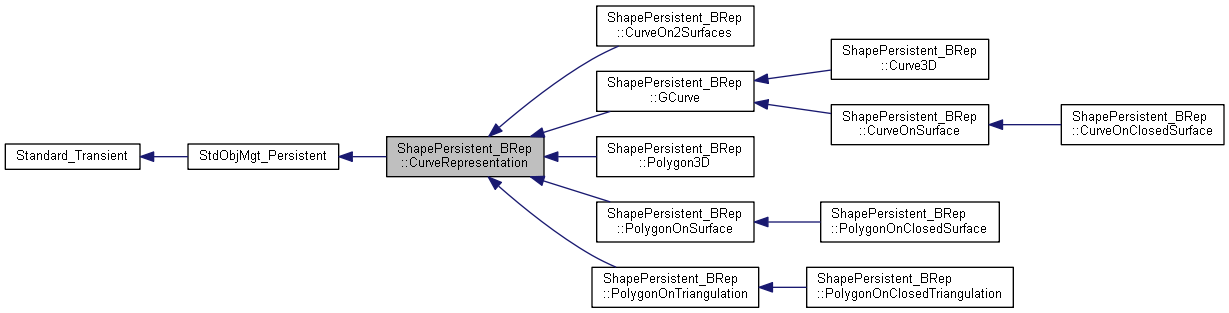 Standard_Transient
StdObjMgt_Persistent
ShapePersistent_BRep
::CurveRepresentation
ShapePersistent_BRep
::CurveOn2Surfaces
ShapePersistent_BRep
::GCurve
ShapePersistent_BRep
::Curve3D
ShapePersistent_BRep
::CurveOnSurface
ShapePersistent_BRep
::CurveOnClosedSurface
ShapePersistent_BRep
::Polygon3D
ShapePersistent_BRep
::PolygonOnSurface
ShapePersistent_BRep
::PolygonOnClosedSurface
ShapePersistent_BRep
::PolygonOnTriangulation
ShapePersistent_BRep
::PolygonOnClosedTriangulation